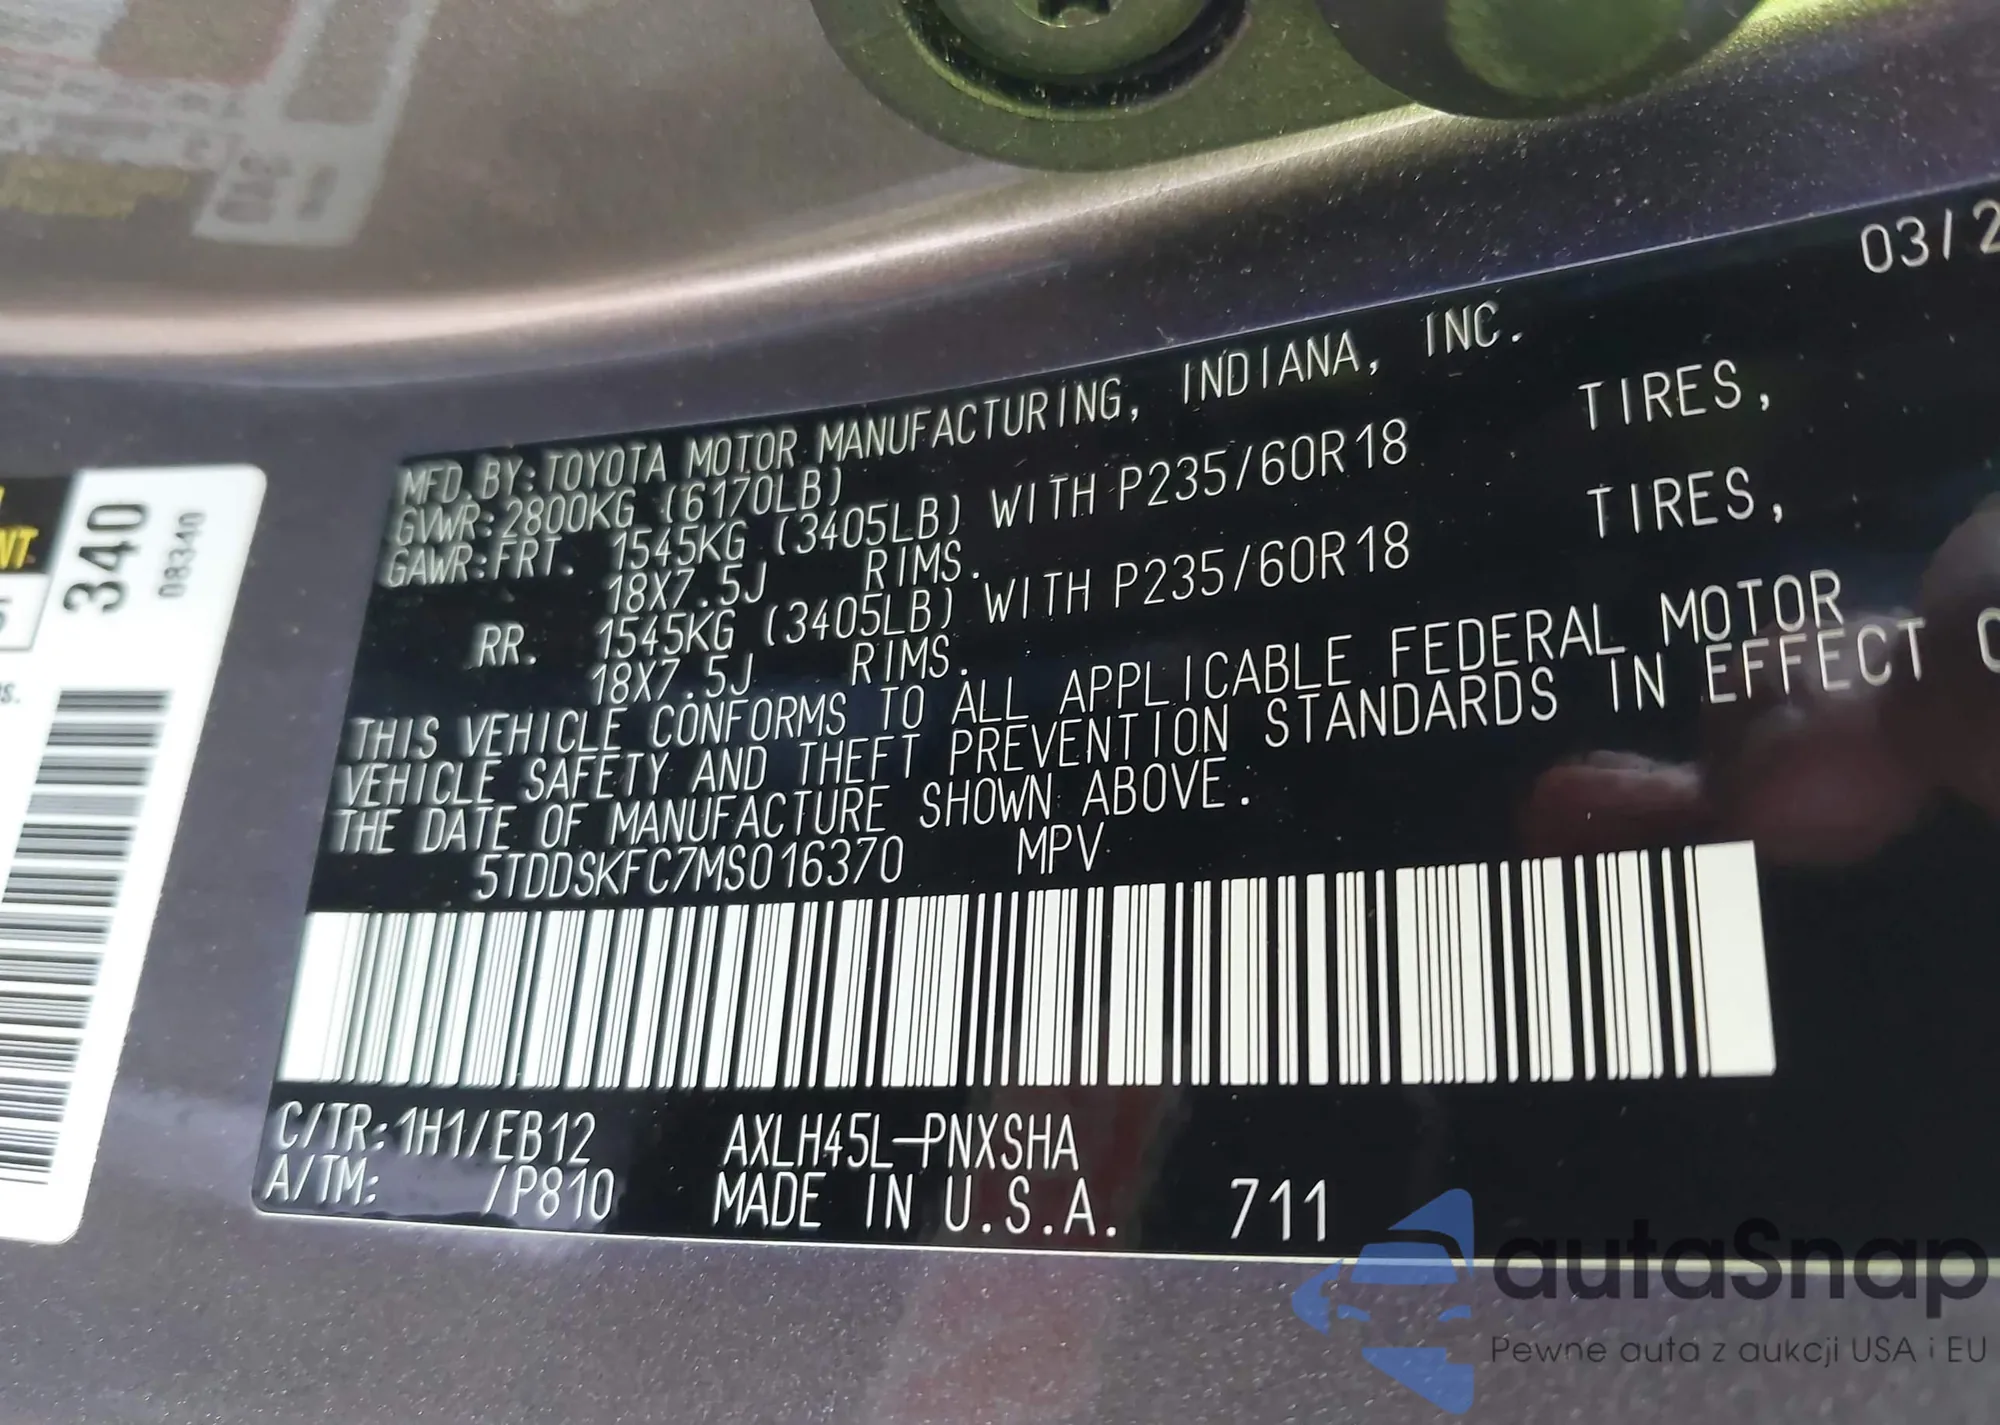 03/2
MFD.BY:TOYOTA MOTOR MANUFACTURING, INDIANA, INC.
GVWR:2800KG (6170LB)
GAWR:FRT. 1545KG (3405LB) WITH P235/60R18 TIRES,
18X7.5J RIMS.
RR. 1545KG (3405LB) WITH P235/60R18 TIRES,
18X7.5J RIMS.
THIS VEHICLE CONFORMS TO ALL APPLICABLE FEDERAL MOTOR
VEHICLE SAFETY AND THEFT PREVENTION STANDARDS IN EFFECT O
THE DATE OF MANUFACTURE SHOWN ABOVE.
5TDDSKFC7MS016370 MPV
C/TR:1H1/EB12 AXLH45L-PNXSHA
A/TM: /P810 MADE IN U.S.A. 711
340
08340
NT
autaSnap
Pewne auta z aukcji USA i EU